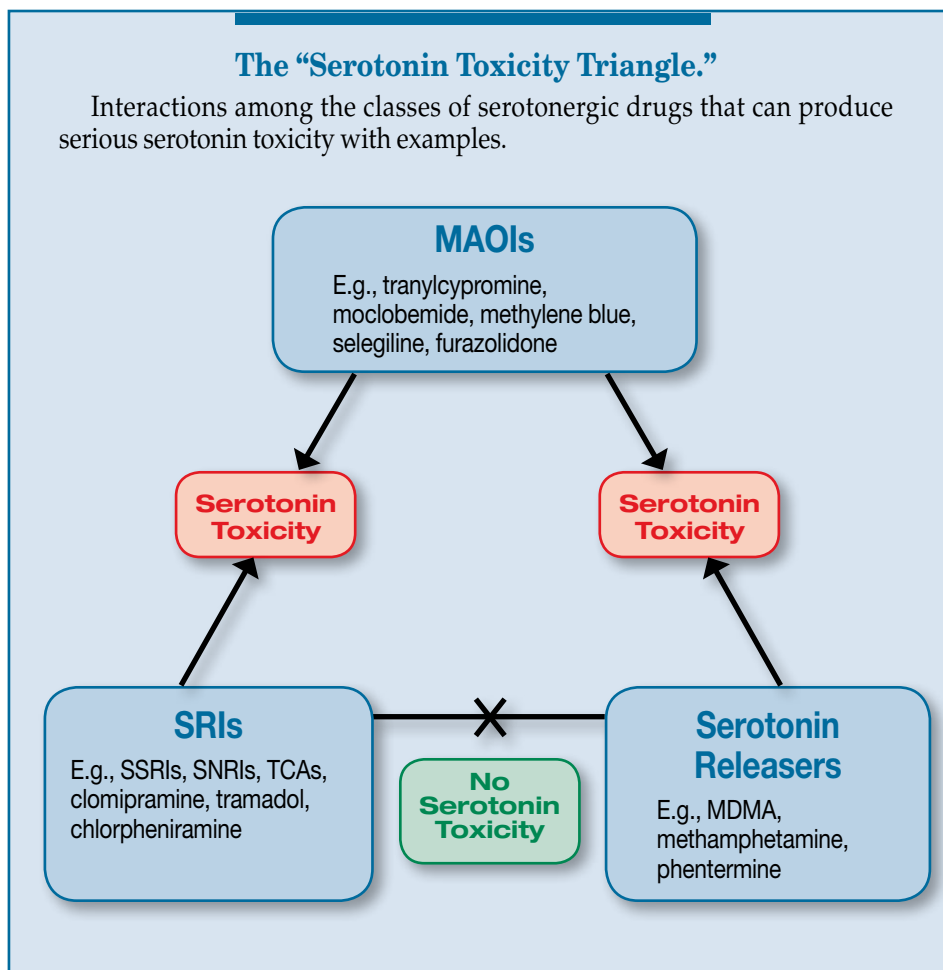 The “Serotonin Toxicity Triangle.”
Interactions among the classes of serotonergic drugs that can produce
serious serotonin toxicity with examples.
MAOIs
E.g., tranylcypromine,
moclobemide, methylene blue,
selegiline, furazolidone
Serotonin
Toxicity
Serotonin
Toxicity
SRIs
E.g., SSRIs, SNRIs, TCAs,
clomipramine, tramadol,
chlorpheniramine
No
Serotonin
Toxicity
Serotonin
Releasers
E.g., MDMA,
methamphetamine,
phentermine